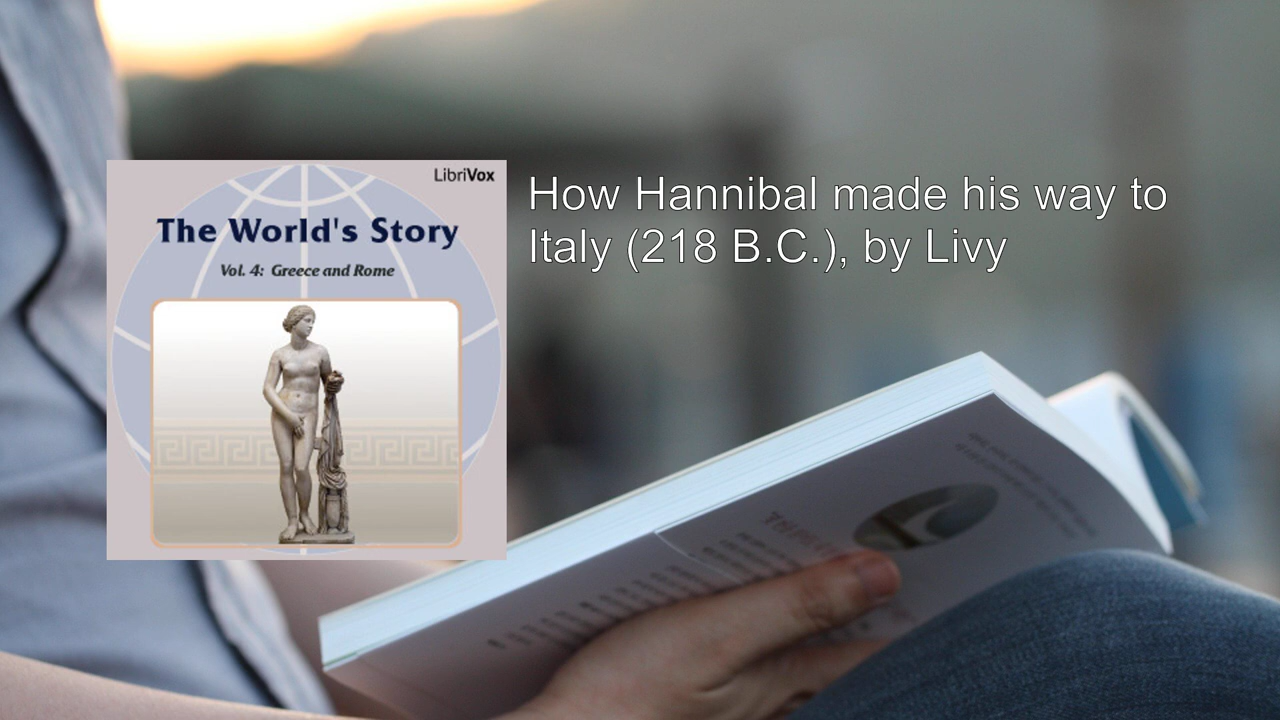 LibriVox
The World's Story
Vol. 4: Greece and Rome
How Hannibal made his way to
Italy (218 B.C.), by Livy